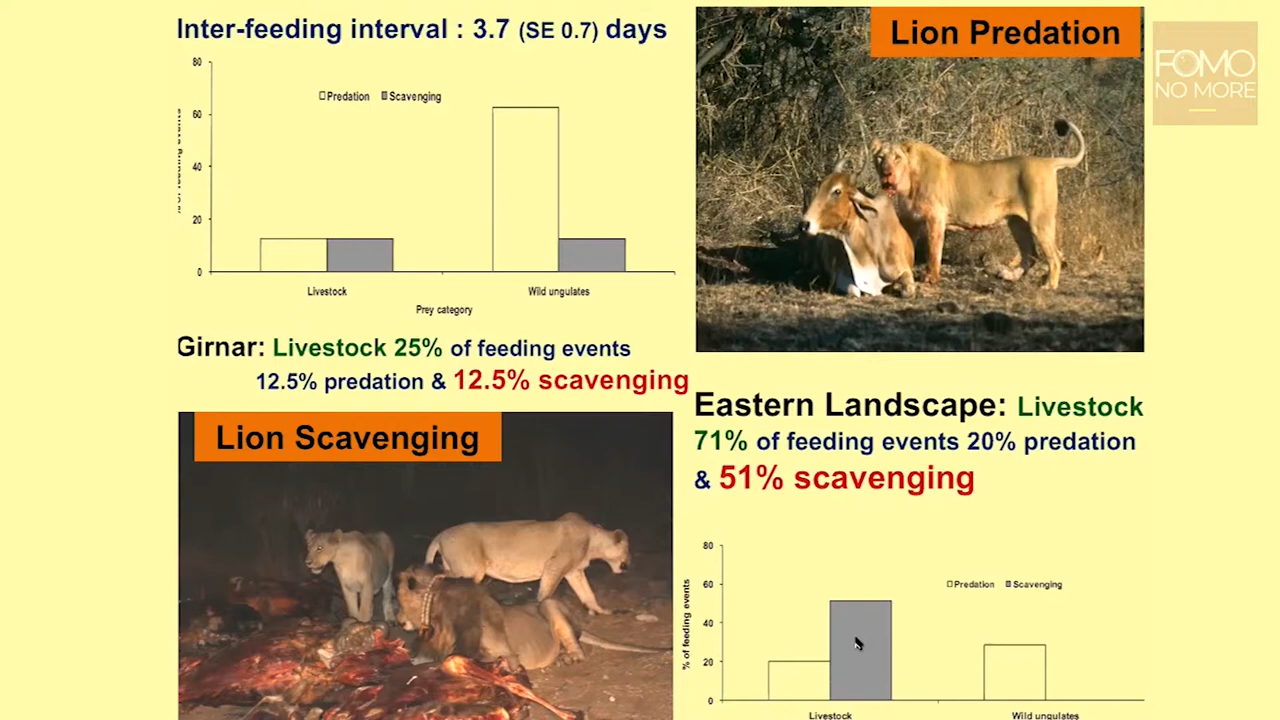 Inter-feeding interval : 3.7 (SE 0.7) days
80
60
40
20
0
Predation Scavenging
Livestock Wild ungulates
Prey category
Girnar: Livestock 25% of feeding events
12.5% predation & 12.5% scavenging
Lion Scavenging
Lion Predation
FOMO
NO MORE
Eastern Landscape: Livestock
71% of feeding events 20% predation
& 51% scavenging
% of feeding events
80
60
40
20
0
Predation Scavenging
Livestock Wild ungulates